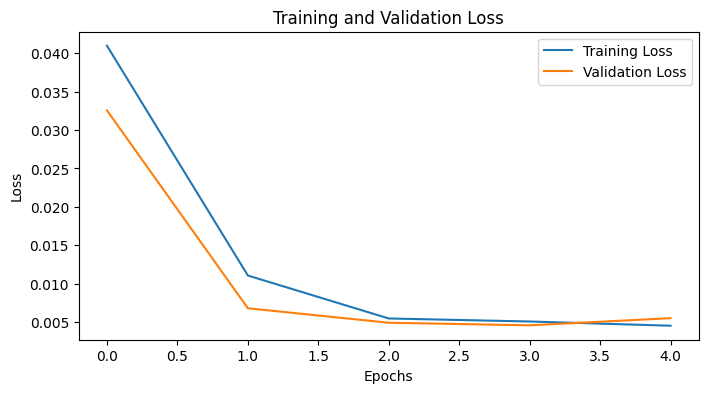 Training and Validation Loss
Training Loss
Validation Loss
0.040
0.035
0.030
0.025
0.020
0.015
0.010
0.005
Loss
0.0 0.5 1.0 1.5 2.0 2.5 3.0 3.5 4.0
Epochs